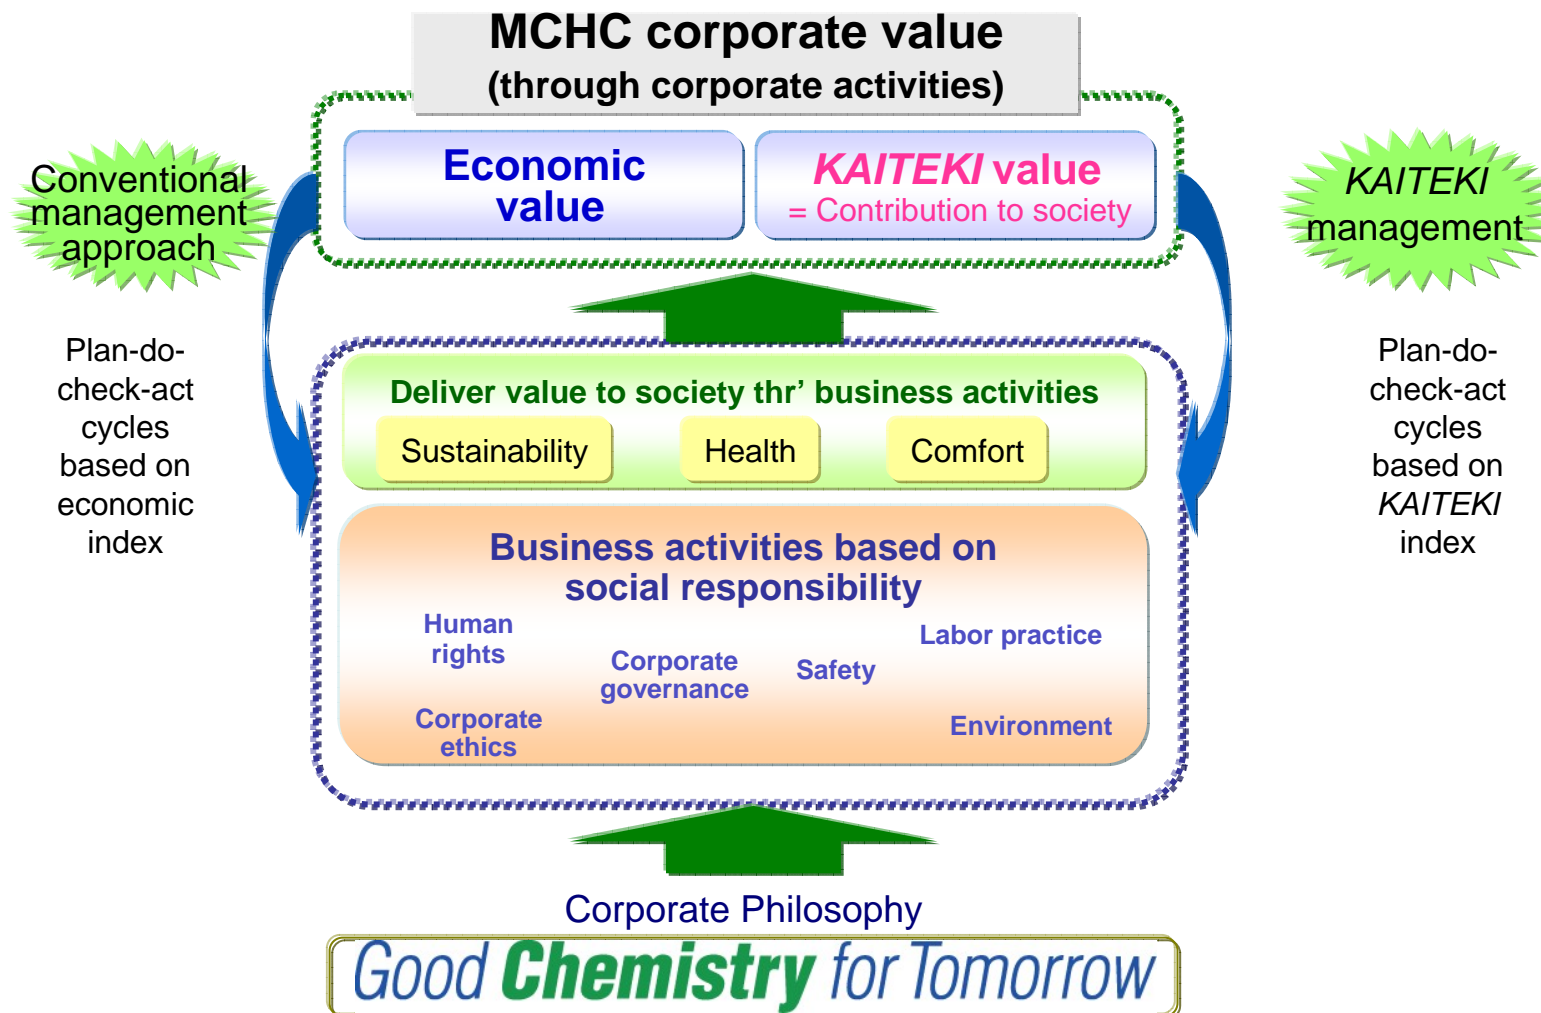 MCHC corporate value
(through corporate activities)
Conventional
management
approach
Economic
value
KAITEKI value
= Contribution to society
KAITEKI
management
Plan-do-
check-act
cycles
based on
economic
index
Deliver value to society thr’ business activities
Sustainability
Health
Comfort
Plan-do-
check-act
cycles
based on
KAITEKI
index
Business activities based on
social responsibility
Human
rights
Corporate
governance
Safety
Labor practice
Corporate
ethics
Environment
Corporate Philosophy
Good Chemistry for Tomorrow